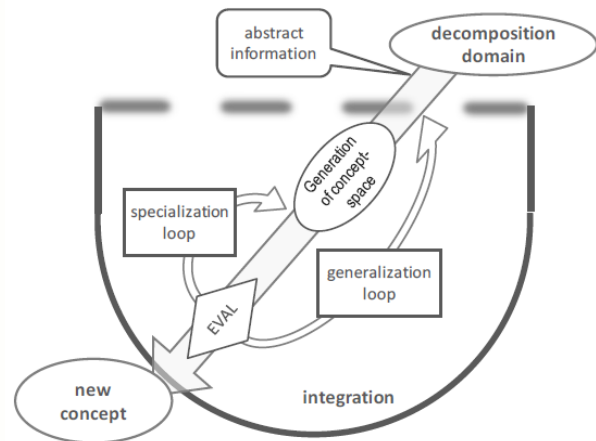 abstract
information
decomposition
domain
Generation
of concept-
space
specialization
loop
generalization
loop
EVAL
new
concept
integration